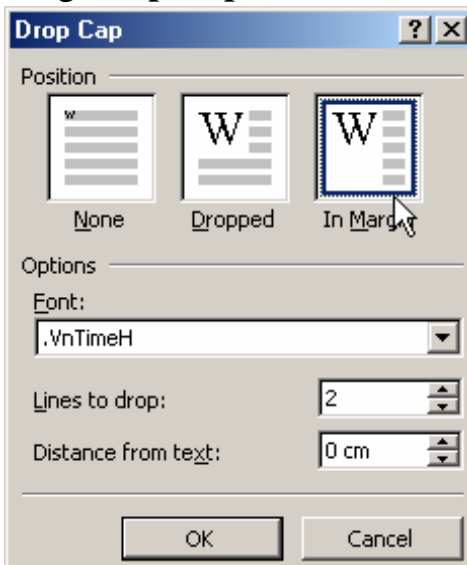 Drop Cap
Position
W W W
None Dropped In Margin
Options
Font:
.VnTimeH
Lines to drop: 2
Distance from text: 0 cm
OK Cancel